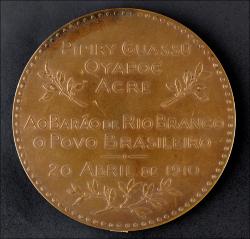 PIPIRY GUASSÚ
OYAPOC
ACRE
AO BARÃO DE RIO BRANCO
O POVO BRASILEIRO
20 ABRIL DE 1910